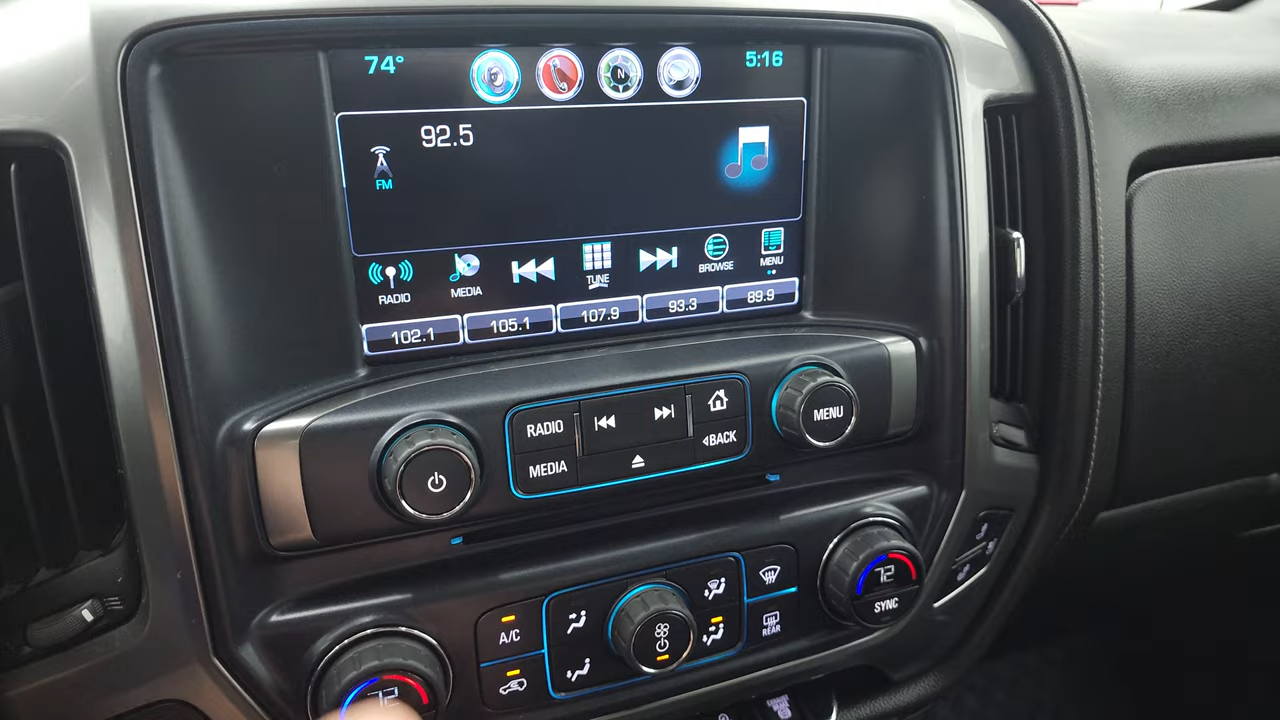 74° N 5:16
92.5
FM
RADIO MEDIA TUNE BROWSE MENU
102.1 105.1 107.9 93.3 89.9
RADIO
MENU
BACK
MEDIA
72
SYNC
A/C
REAR
72